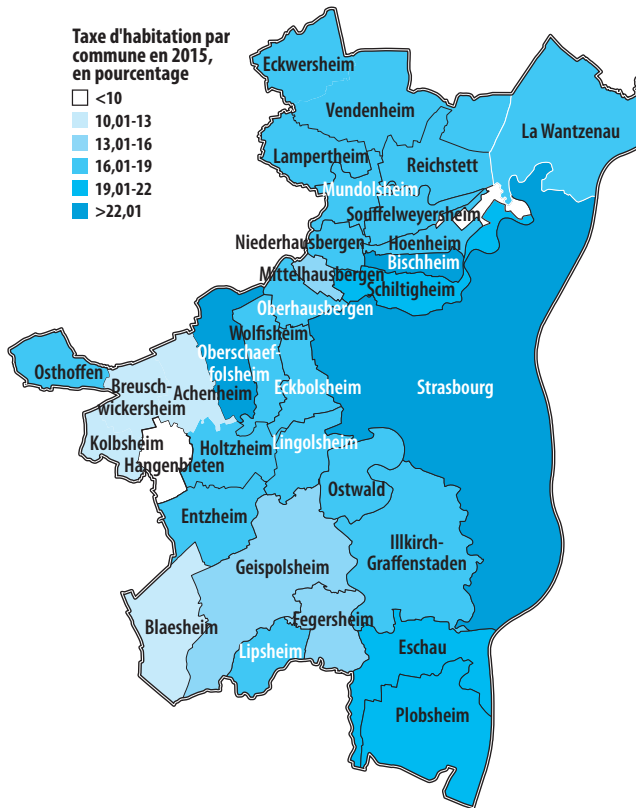 Taxe d'habitation par
commune en 2015,
en pourcentage
<10
10,01-13
13,01-16
16,01-19
19,01-22
>22,01
Eckwersheim
Vendenheim
La Wantzenau
Lampertheim
Reichstett
Mundolsheim
Souffelweyersheim
Niederhausbergen
Hoenheim
Bischheim
Mittelhausbergen
Schiltigheim
Oberhausbergen
Wolfisheim
Oberschaef-
folsheim
Osthoffen
Breusch-
wickersheim
Achenheim
Eckbolsheim
Strasbourg
Kolbsheim
Hangenbieten
Holtzheim
Lingolsheim
Ostwald
Entzheim
Illkirch-
Graffenstaden
Geispolsheim
Fegersheim
Blaesheim
Lipsheim
Eschau
Plobsheim